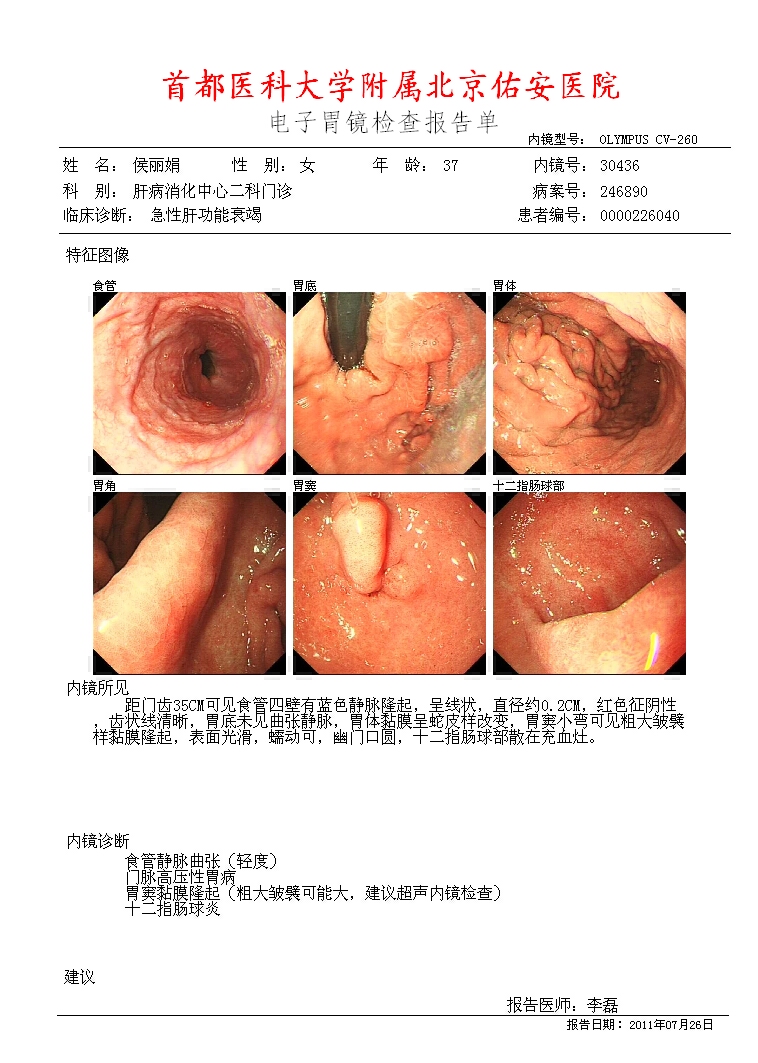 首都医科大学附属北京佑安医院
电子胃镜检查报告单
内镜型号： OLYMPUS CV-260
姓 名： 侯丽娟 性 别： 女 年 龄： 37 内镜号： 30436
科 别： 肝病消化中心二科门诊 病案号： 246890
临床诊断： 急性肝功能衰竭 患者编号： 0000226040
特征图像
食管 胃底 胃体
胃角 胃窦 十二指肠球部
内镜所见
距门齿35CM可见食管四壁有蓝色静脉隆起，呈线状，直径约0.2CM，红色征阴性
，齿状线清晰，胃底未见曲张静脉，胃体黏膜呈蛇皮样改变，胃窦小弯可见粗大皱襞
样黏膜隆起，表面光滑，蠕动可，幽门口圆，十二指肠球部散在充血灶。
内镜诊断
食管静脉曲张（轻度）
门脉高压性胃病
胃窦黏膜隆起（粗大皱襞可能大，建议超声内镜检查）
十二指肠球炎
建议
报告医师： 李磊
报告日期： 2011年07月26日